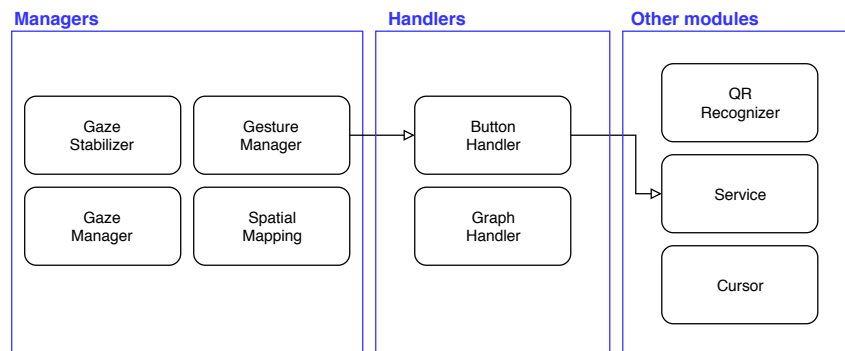 Managers
Handlers
Other modules
Gaze
Stabilizer
Gesture
Manager
Button
Handler
QR
Recognizer
Gaze
Manager
Spatial
Mapping
Graph
Handler
Service
Cursor